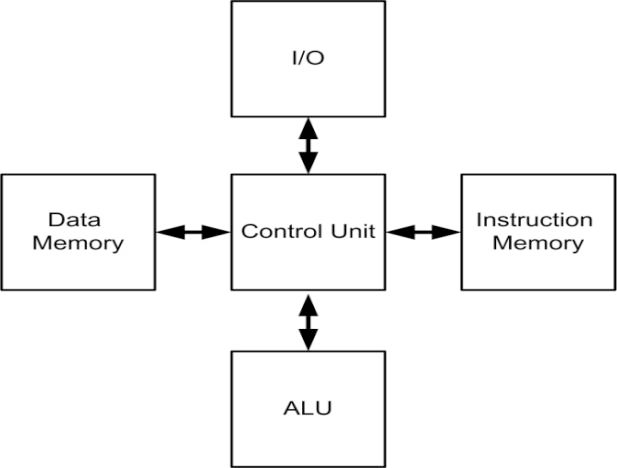 I/O
Data
Memory
Control Unit
Instruction
Memory
ALU